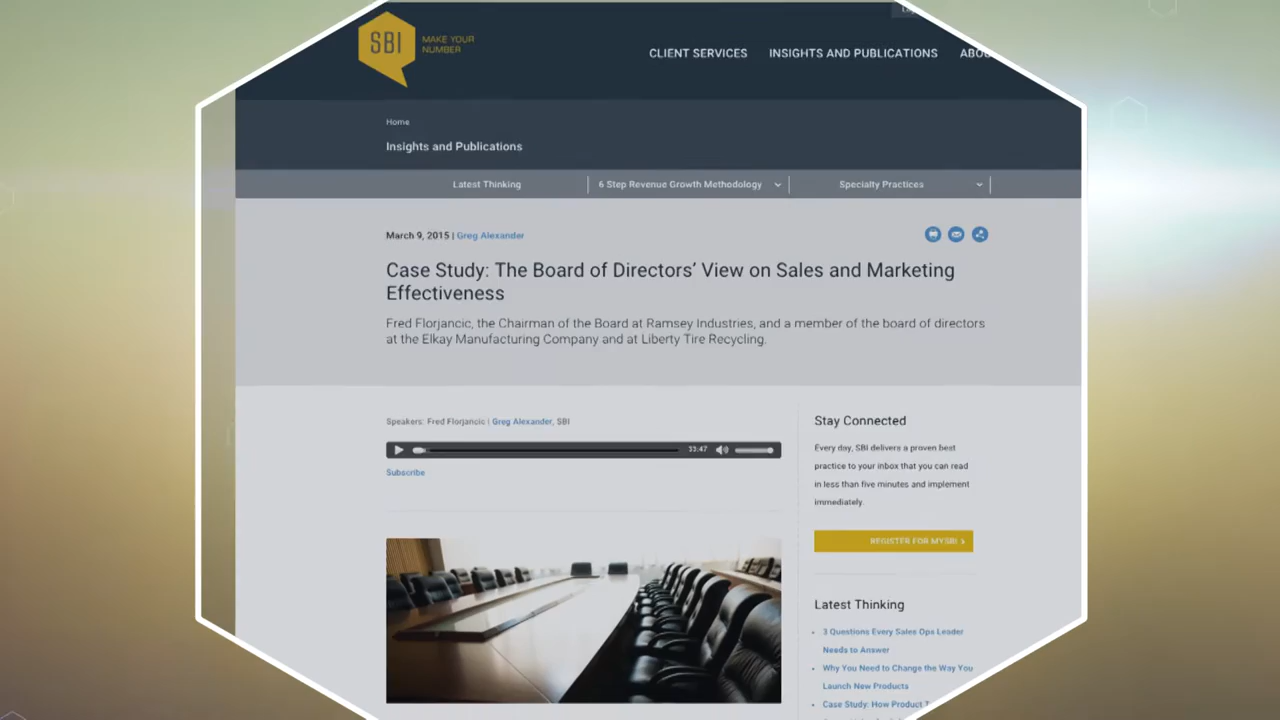 SBI
MAKE YOUR
NUMBER
CLIENT SERVICES
INSIGHTS AND PUBLICATIONS
Home
Insights and Publications
Latest Thinking
6 Step Revenue Growth Methodology
Specialty Practices
March 9, 2015 | Greg Alexander
Case Study: The Board of Directors’ View on Sales and Marketing
Effectiveness
Fred Florjancic, the Chairman of the Board at Ramsey Industries, and a member of the board of directors
at the Elkay Manufacturing Company and at Liberty Tire Recycling.
Speakers: Fred Florjancic | Greg Alexander, SBI
33:47
Subscribe
Stay Connected
Every day, SBI delivers a proven best
practice to your inbox that you can read
in less than five minutes and implement
immediately.
REGISTER FOR MYSBI >
Latest Thinking
3 Questions Every Sales Ops Leader
Needs to Answer
Why You Need to Change the Way You
Launch New Products
Case Study: How Product